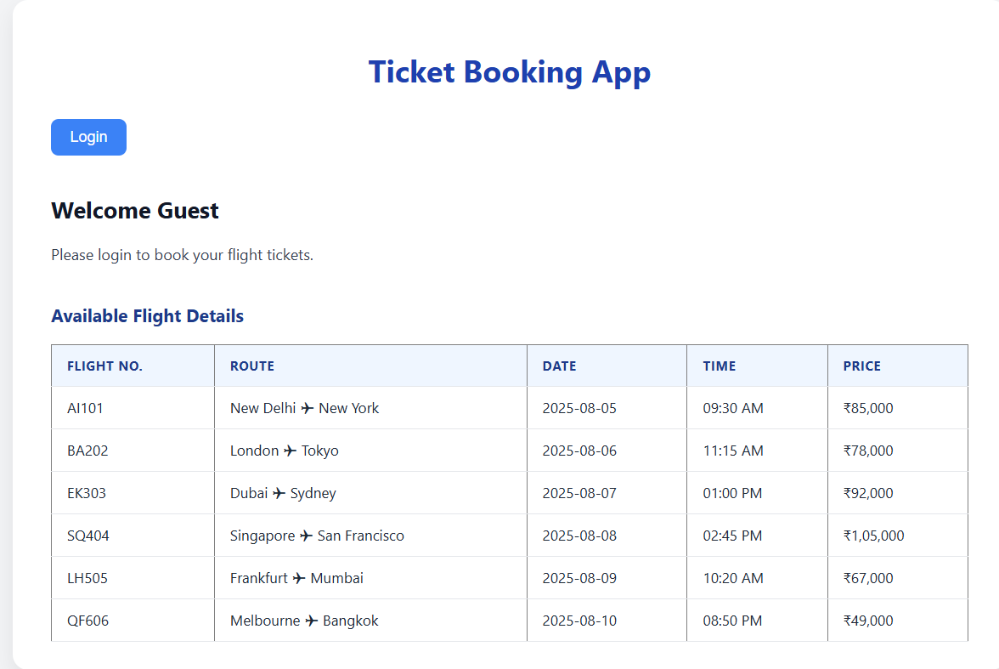 Ticket Booking App
Login
Welcome Guest
Please login to book your flight tickets.
Available Flight Details
FLIGHT NO. ROUTE DATE TIME PRICE
AI101 New Delhi ✈ New York 2025-08-05 09:30 AM ₹85,000
BA202 London ✈ Tokyo 2025-08-06 11:15 AM ₹78,000
EK303 Dubai ✈ Sydney 2025-08-07 01:00 PM ₹92,000
SQ404 Singapore ✈ San Francisco 2025-08-08 02:45 PM ₹1,05,000
LH505 Frankfurt ✈ Mumbai 2025-08-09 10:20 AM ₹67,000
QF606 Melbourne ✈ Bangkok 2025-08-10 08:50 PM ₹49,000